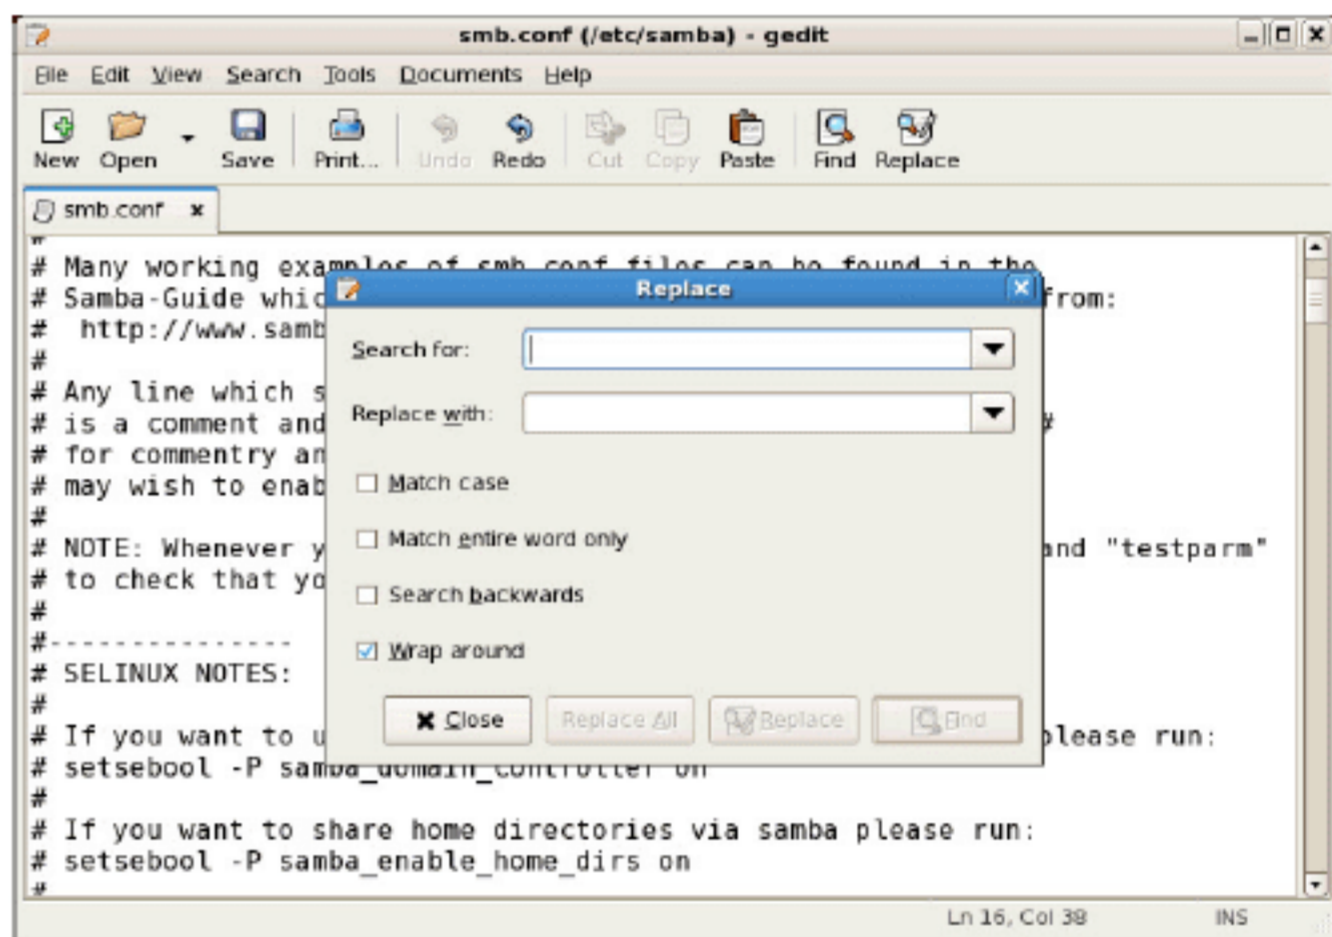 smb.conf (/etc/samba) - gedit
File Edit View Search Tools Documents Help
New Open Save Print... Undo Redo Cut Copy Paste Find Replace
smb.conf
#
# Many working examples of smb.conf files can be found in the
# Samba-Guide whic from:
# http://www.samb
#
# Any line which s
# is a comment and #
# for commentry an
# may wish to enab
#
# NOTE: Whenever y and "testparm"
# to check that yo
#
#---------------
# SELINUX NOTES:
#
# If you want to u please run:
# setsebool -P samba_domain_controller on
#
# If you want to share home directories via samba please run:
# setsebool -P samba_enable_home_dirs on
#
Replace
Search for:
Replace with:
Match case
Match entire word only
Search backwards
Wrap around
Close Replace All Replace Find
Ln 16, Col 38 INS